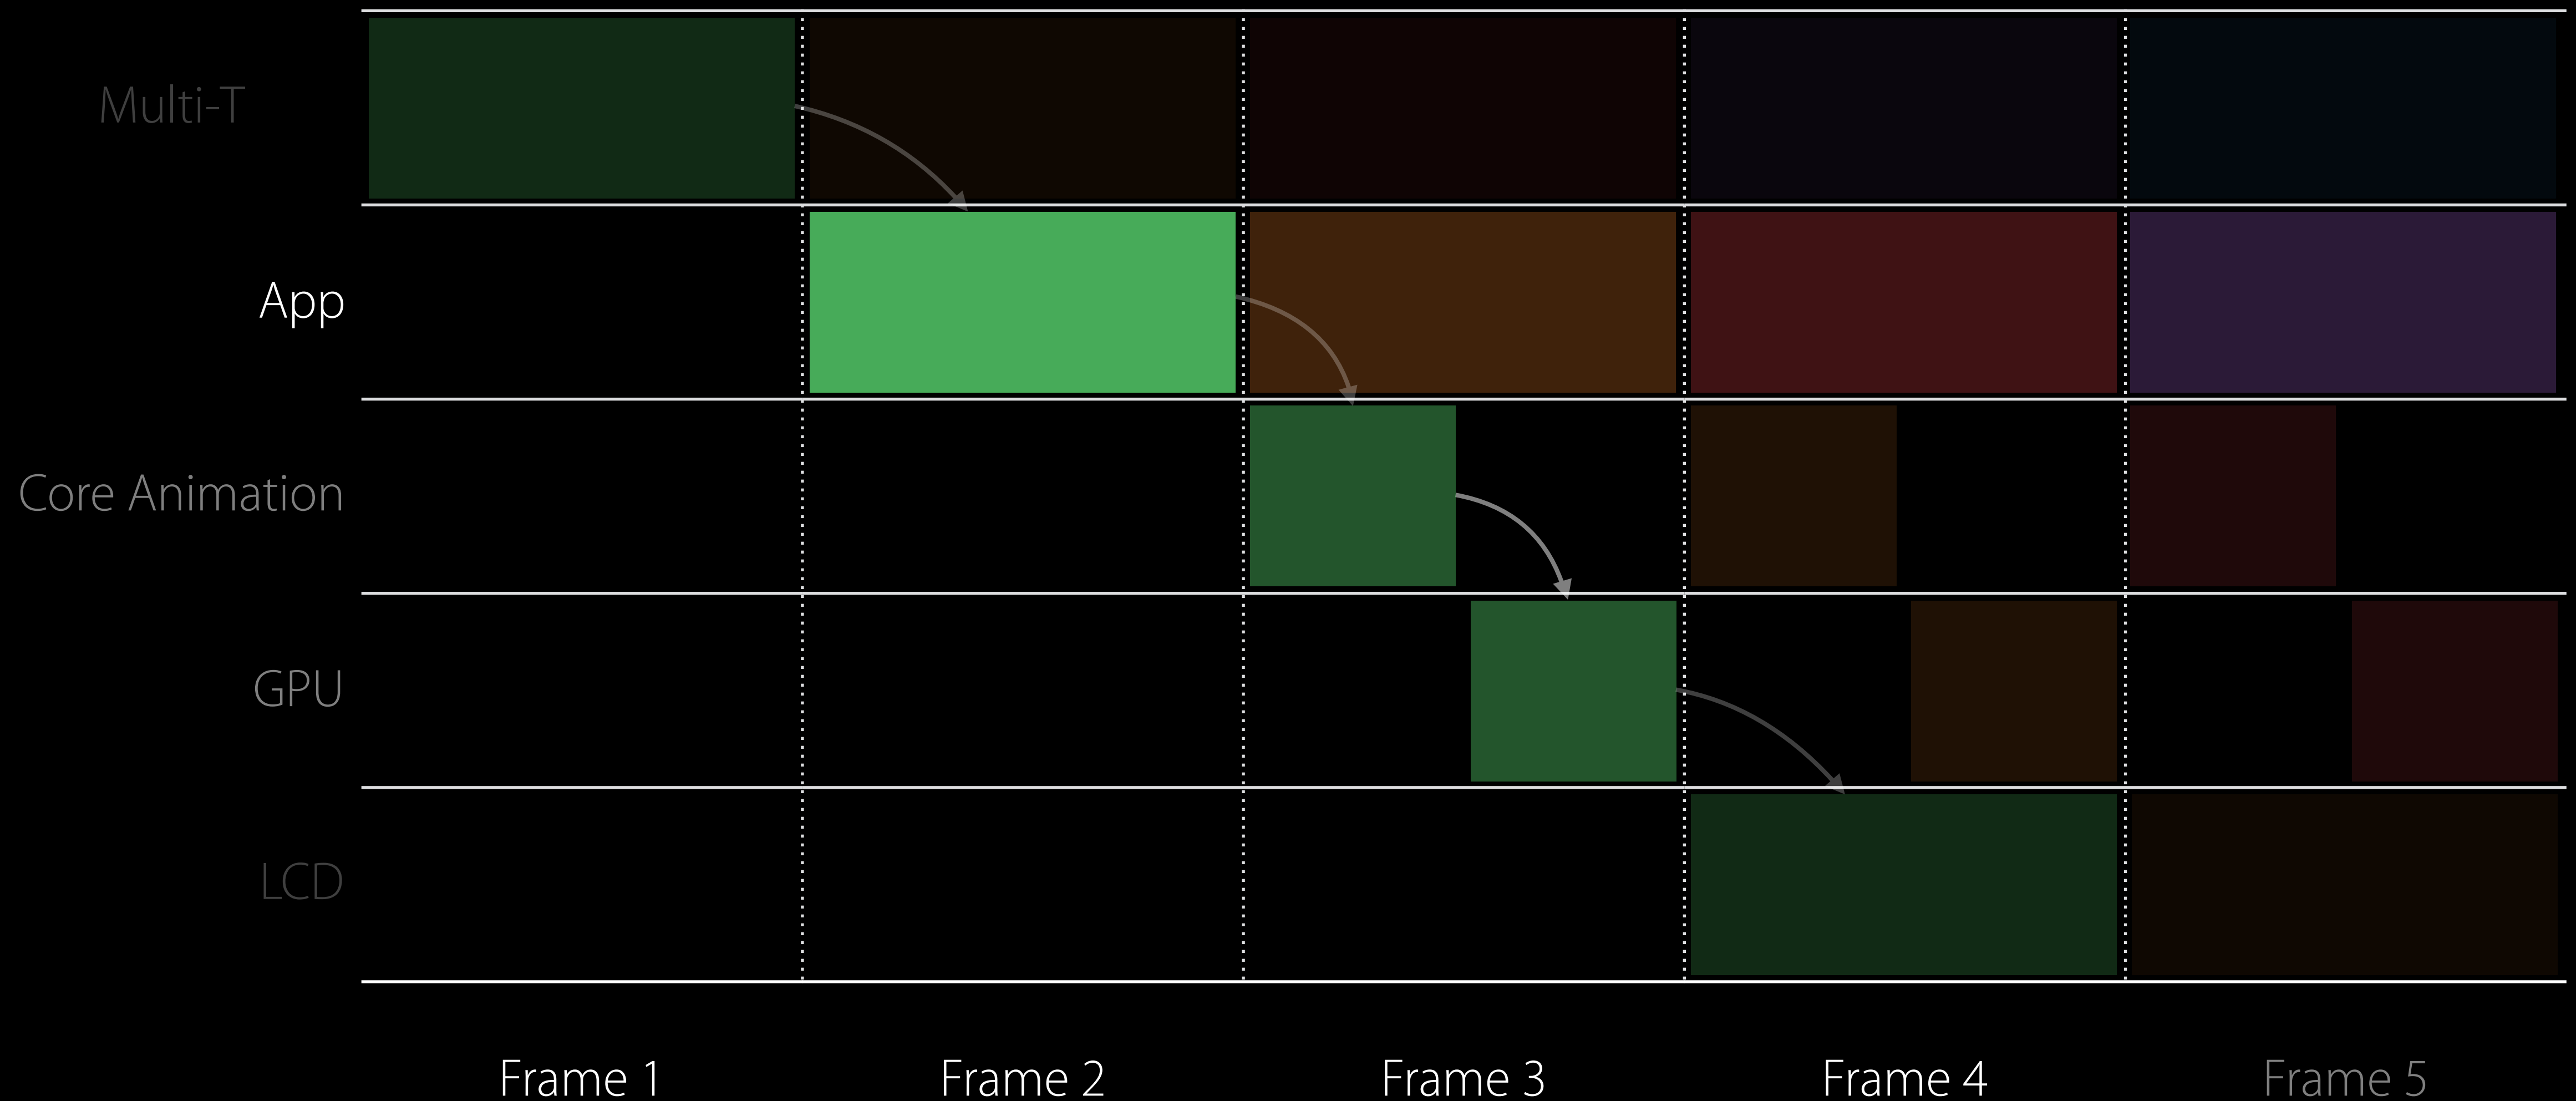 Multi-T
App
Core Animation
GPU
LCD
Frame 1
Frame 2
Frame 3
Frame 4
Frame 5